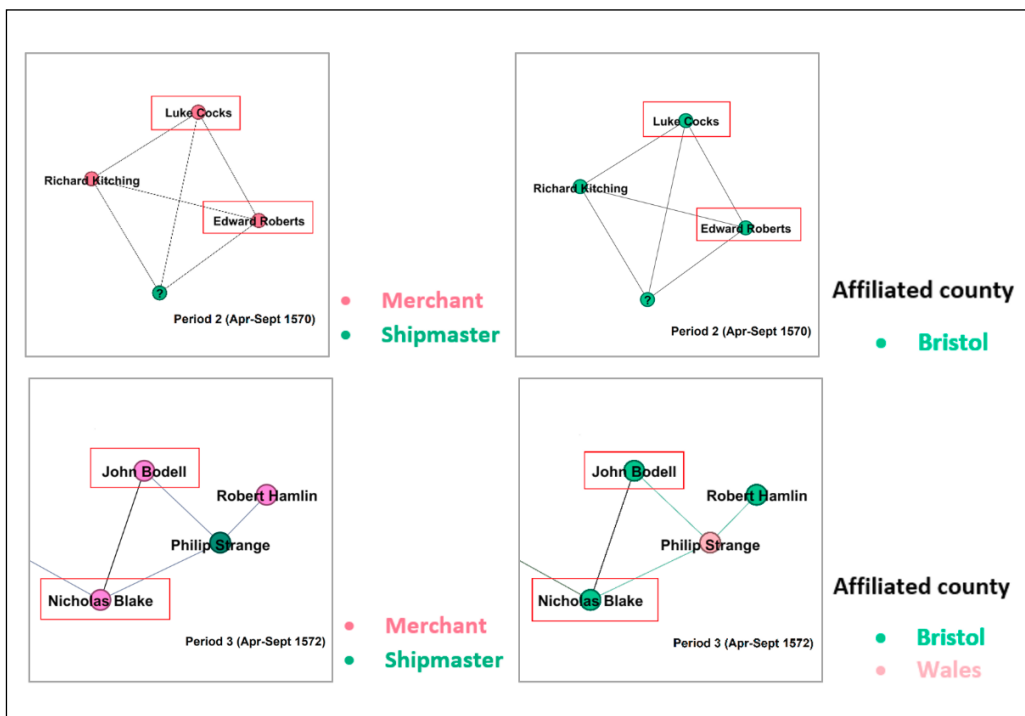 Luke Cocks
Richard Kitching
Edward Roberts
?
Period 2 (Apr-Sept 1570)
Merchant
Shipmaster
Luke Cocks
Richard Kitching
Edward Roberts
?
Period 2 (Apr-Sept 1570)
Affiliated county
Bristol
John Bodell
Robert Hamlin
Philip Strange
Nicholas Blake
Period 3 (Apr-Sept 1572)
Merchant
Shipmaster
John Bodell
Robert Hamlin
Philip Strange
Nicholas Blake
Period 3 (Apr-Sept 1572)
Affiliated county
Bristol
Wales